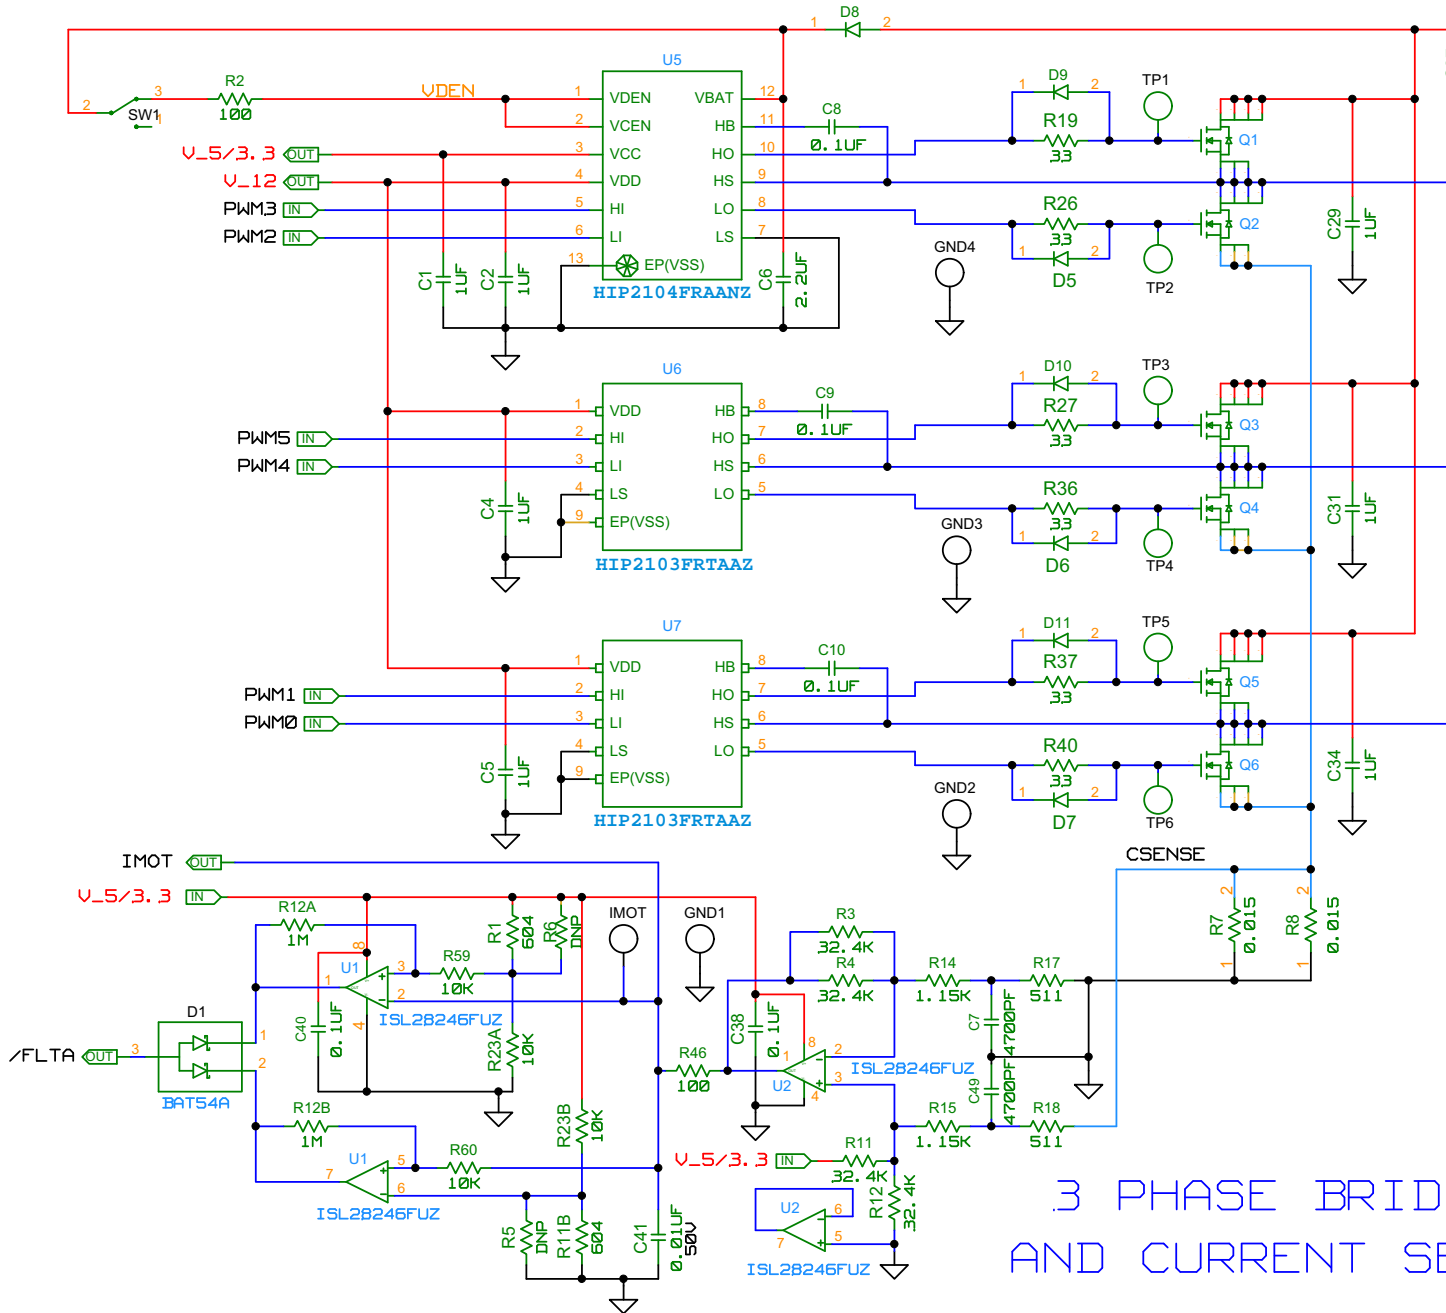 D8
1 2
U5
R2
100
2 3 1
SW1
VDEN
1 VDEN VBAT 12
2 VCEN HB 11
3 VCC HO 10
4 VDD HS 9
5 HI LO 8
6 LI LS 7
13 EP(VSS)
HIP2104FRAANZ
V_5/3.3 OUT
V_12 OUT
PWM3 IN
PWM2 IN
C1 1UF
C2 1UF
C6 2.2UF
C8
0.1UF
D9
1 2
R19
33
TP1
Q1
R26
33
1 2
D5
TP2
Q2
C29 1UF
GND4
U6
1 VDD HB 8
2 HI HO 7
3 LI HS 6
4 LS LO 5
9 EP(VSS)
HIP2103FRTAAZ
PWM5 IN
PWM4 IN
C4 1UF
C9
0.1UF
D10
1 2
R27
33
TP3
Q3
R36
33
1 2
D6
TP4
Q4
C31 1UF
GND3
U7
1 VDD HB 8
2 HI HO 7
3 LI HS 6
4 LS LO 5
9 EP(VSS)
HIP2103FRTAAZ
PWM1 IN
PWM0 IN
C5 1UF
C10
0.1UF
D11
1 2
R37
33
TP5
Q5
R40
33
1 2
D7
TP6
Q6
C34 1UF
GND2
CSENSE
IMOT OUT
V_5/3.3 IN
R12A
1M
U1
8
1 3
2
4
ISL28246FUZ
C40 0.1UF
R59
10K
R1 604
R6 DNP
R23A 10K
IMOT
GND1
D1
1
3
2
BAT54A
/FLTA OUT
R12B
1M
U1
7 5
6
ISL28246FUZ
R60
10K
R23B 10K
R5 DNP
R11B 604
C41 0.01UF
50V
R46
100
C38 0.1UF
R3
32.4K
R4
32.4K
8
1 2
3
4
U2
ISL28246FUZ
R14
1.15K
R17
511
C7 4700PF
C49 4700PF
R15
1.15K
R18
511
R7 0.015
2 1
R8 0.015
2 1
V_5/3.3 IN
R11
32.4K
R12 32.4K
U2
6
7 5
ISL28246FUZ
3 PHASE BRID
AND CURRENT SE